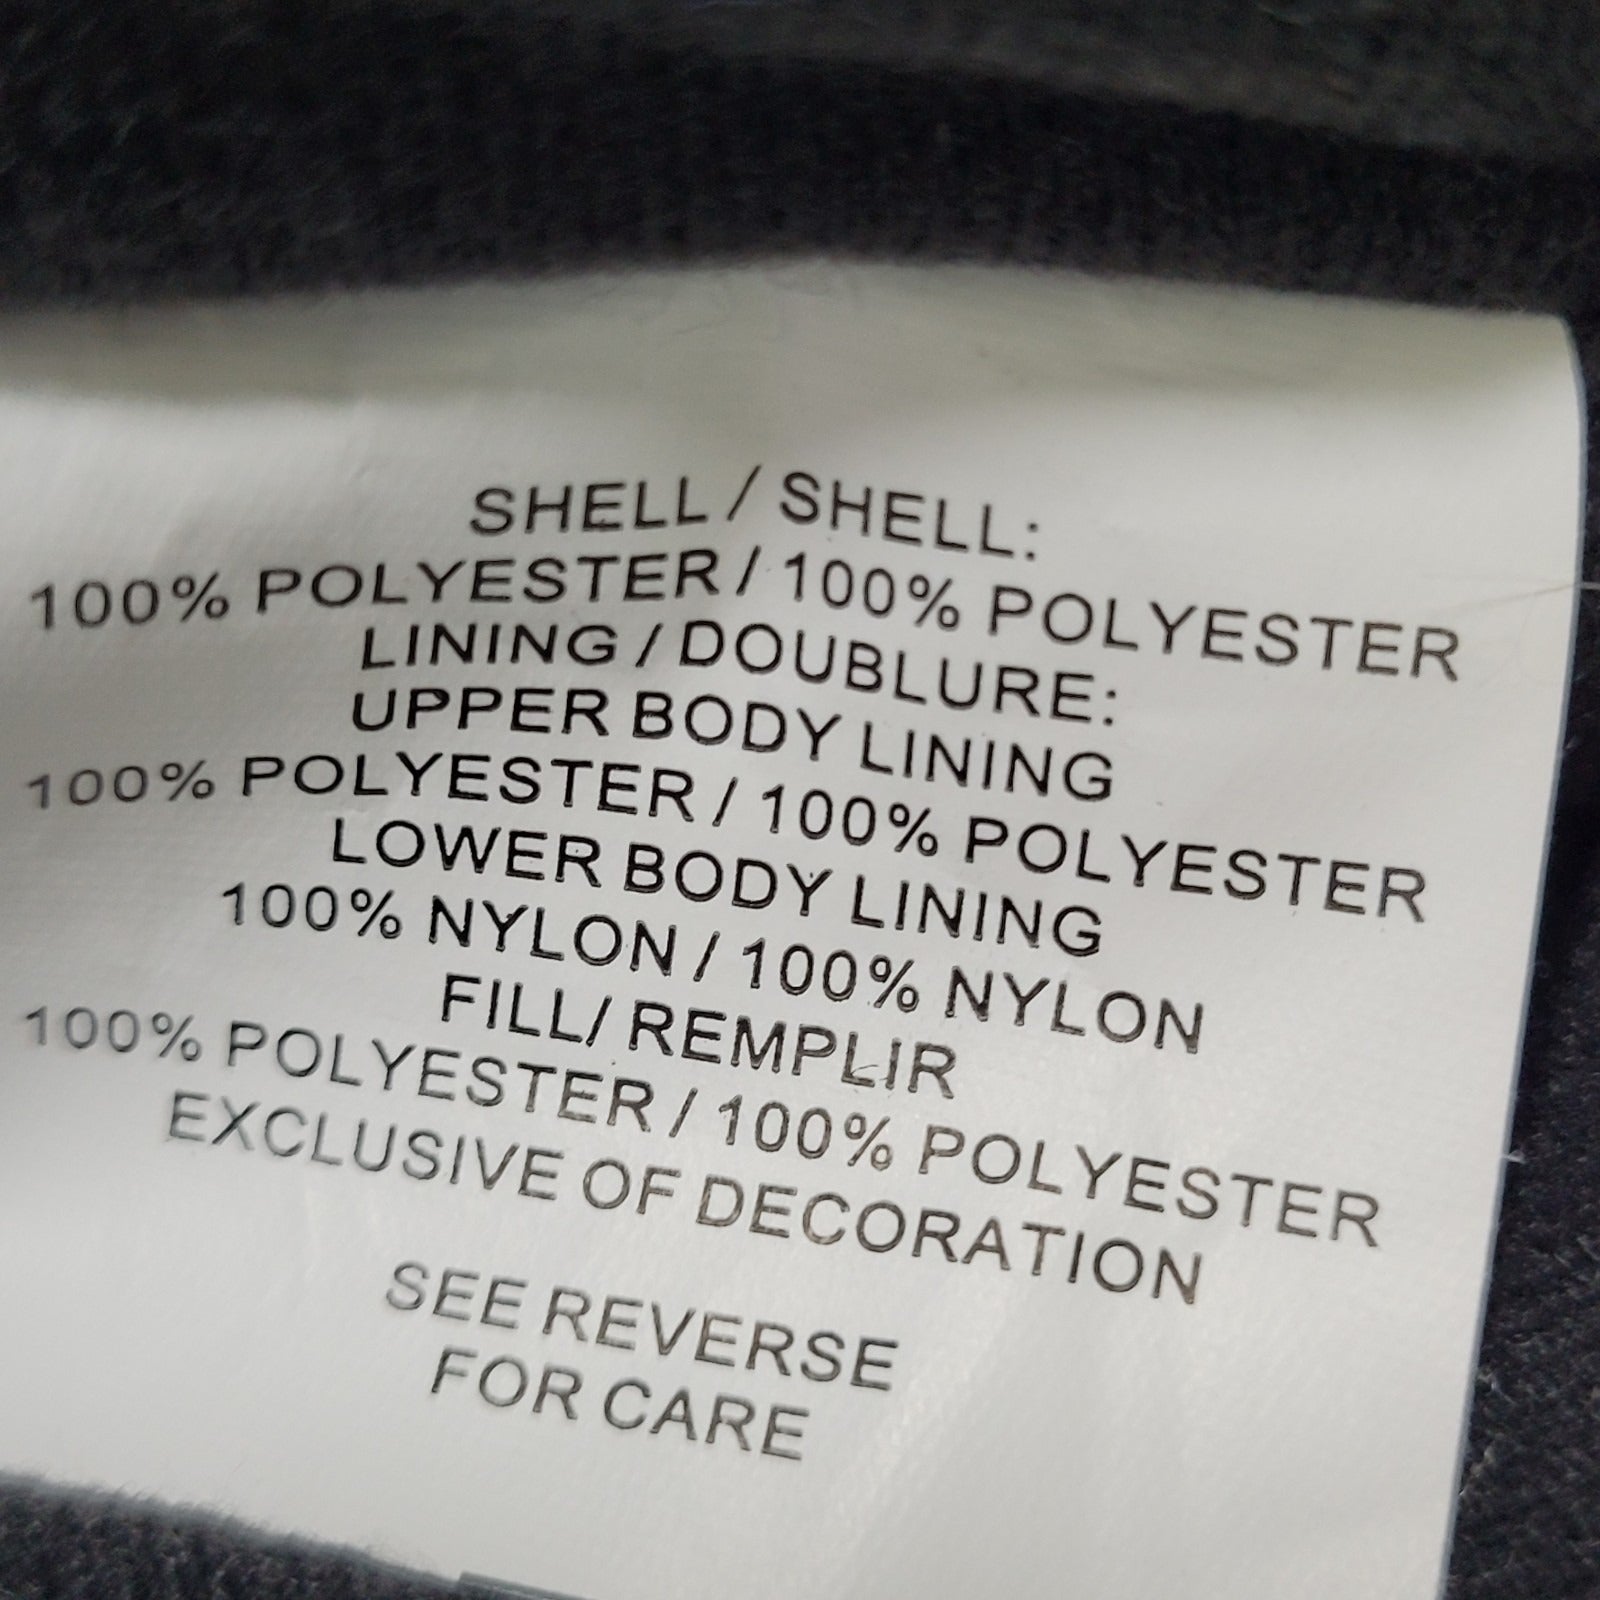 SHELL / SHELL:
100% POLYESTER / 100% POLYESTER
LINING / DOUBLURE:
UPPER BODY LINING
100% POLYESTER / 100% POLYESTER
LOWER BODY LINING
100% NYLON / 100% NYLON
FILL/ REMPLIR
100% POLYESTER / 100% POLYESTER
EXCLUSIVE OF DECORATION
SEE REVERSE
FOR CARE